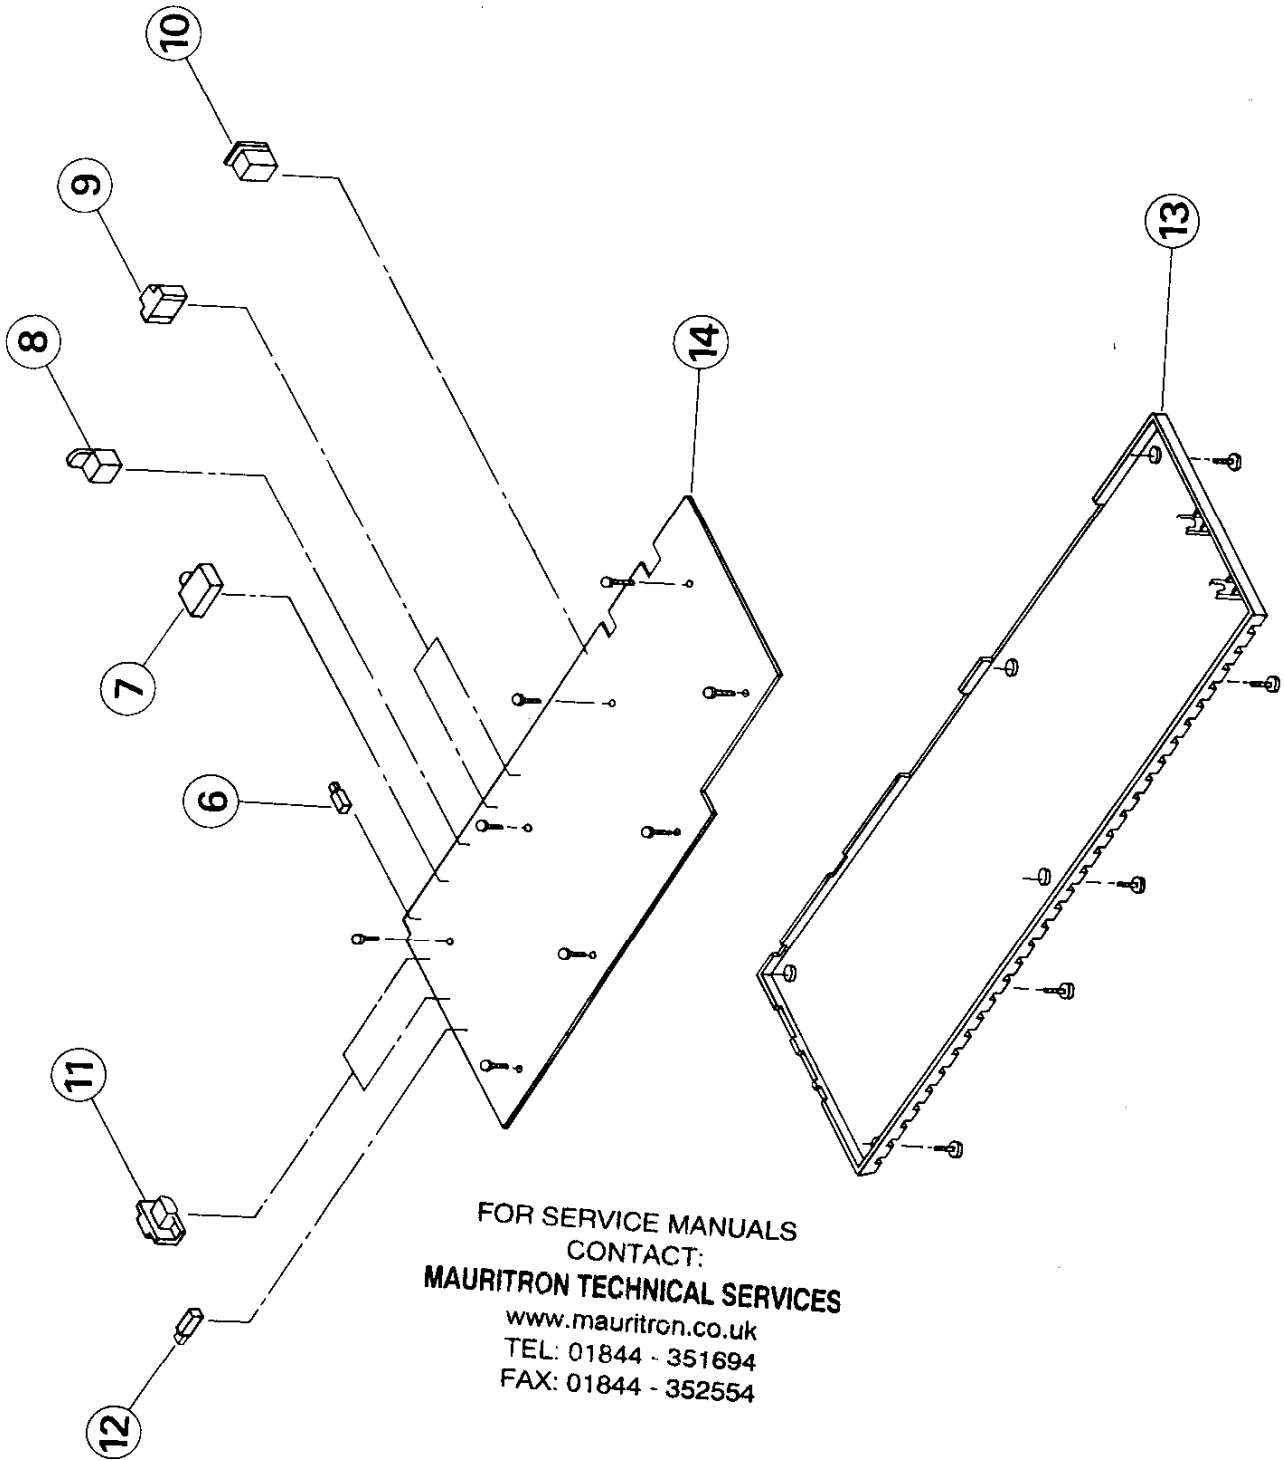 10
9
8
7
6
11
12
14
13
FOR SERVICE MANUALS
CONTACT:
MAURITRON TECHNICAL SERVICES
www.mauritron.co.uk
TEL: 01844 - 351694
FAX: 01844 - 352554